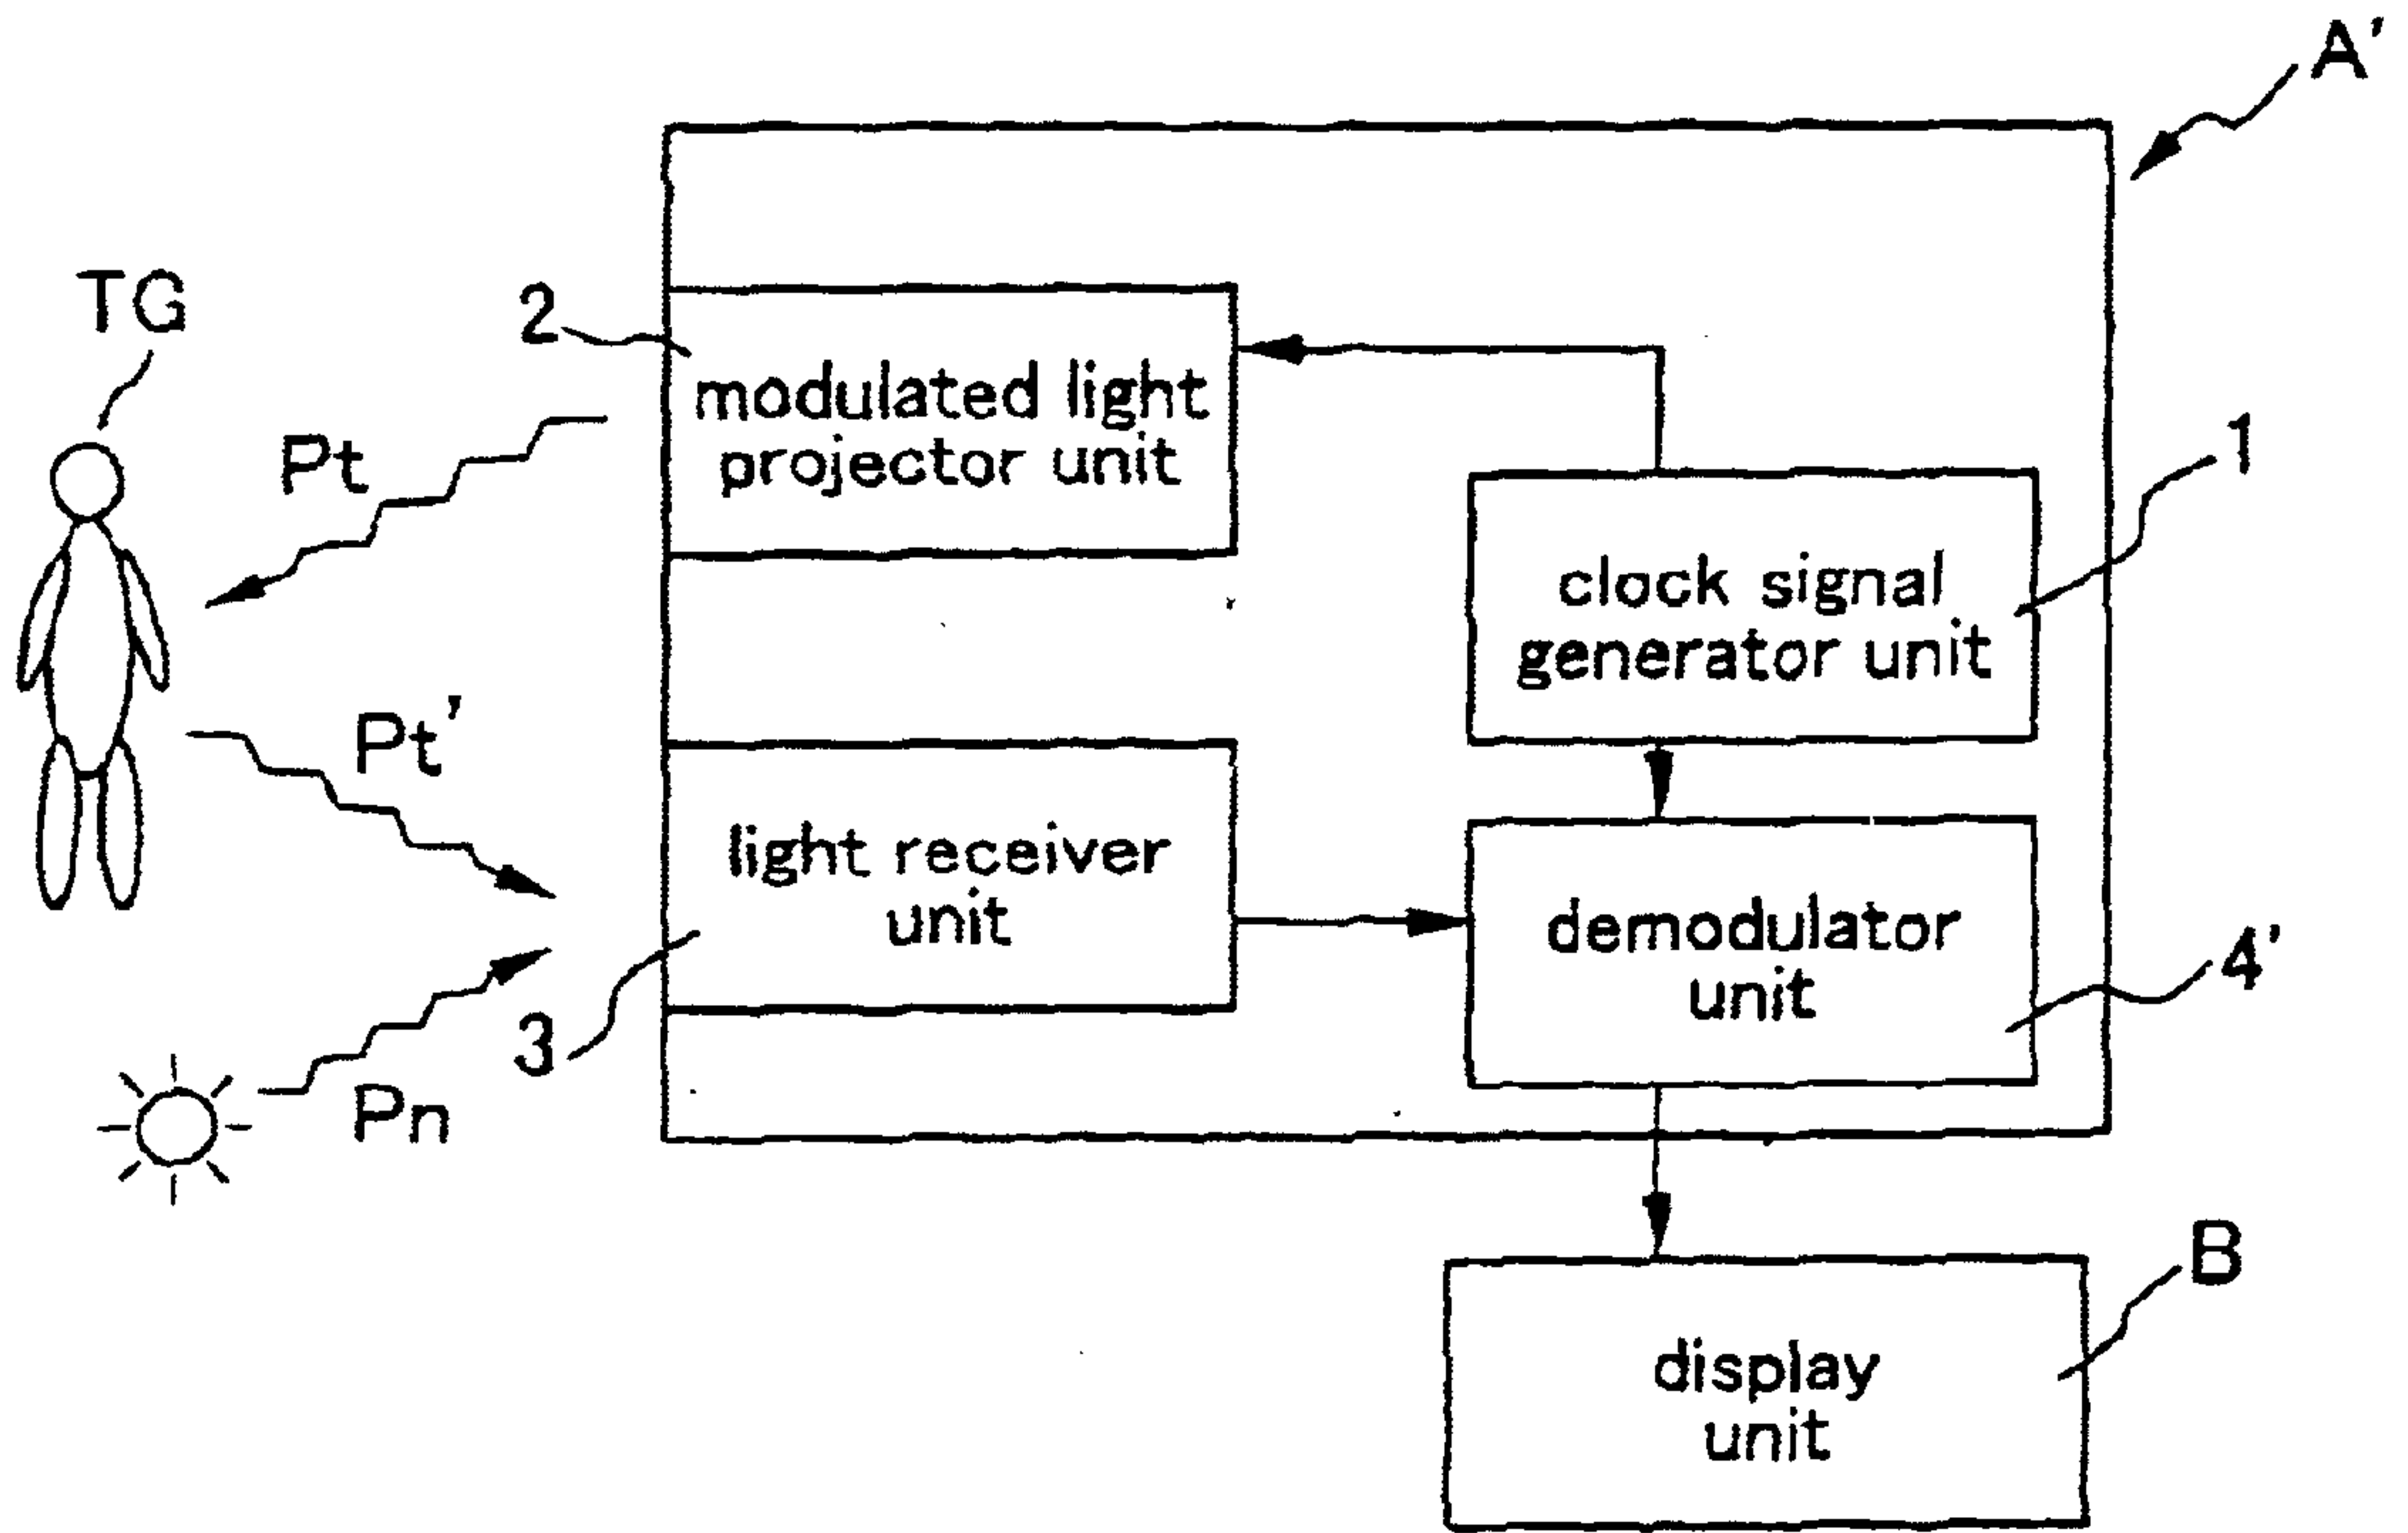 A'
TG
2
modulated light
projector unit
Pt
1
clock signal
generator unit
Pt'
light receiver
unit
demodulator
unit
4'
3
Pn
B
display
unit